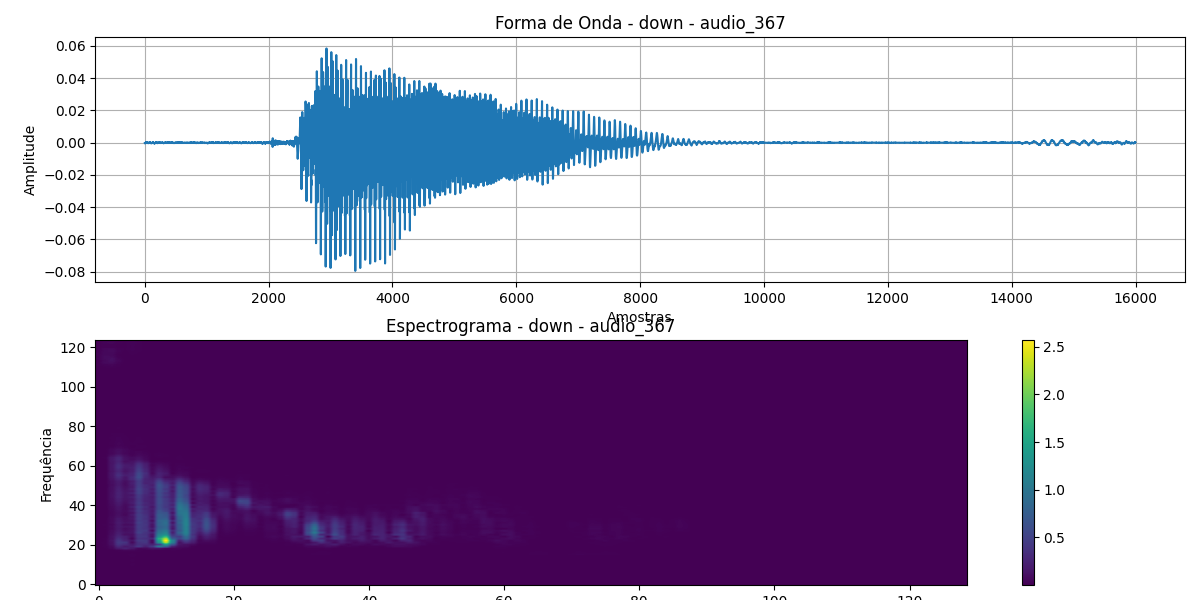 Forma de Onda - down - audio_367
0.06
0.04
0.02
0.00
−0.02
−0.04
−0.06
−0.08
Amplitude
0 2000 4000 6000 8000 10000 12000 14000 16000
Amostras
Espectrograma - down - audio_367
120
100
80
60
40
20
0
Frequência
0 20 40 60 80 100 120
2.5
2.0
1.5
1.0
0.5